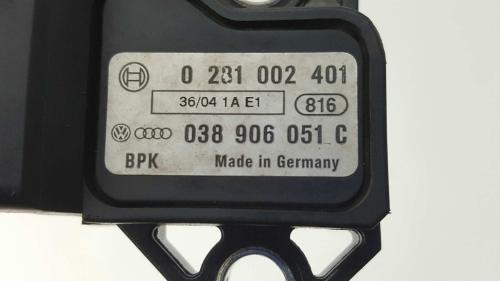 0 281 002 401
36/04 1A E1 816
038 906 051 C
BPK Made in Germany